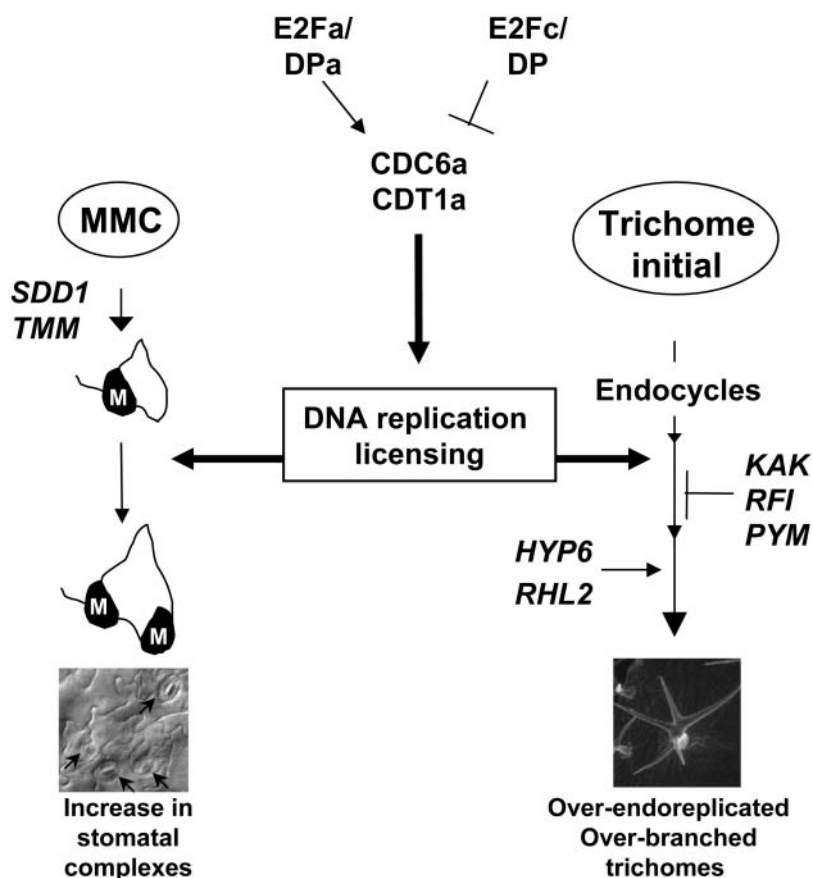 E2Fa/
DPa
E2Fc/
DP
CDC6a
CDT1a
MMC
Trichome
initial
SDD1
TMM
M
Endocycles
DNA replication
licensing
KAK
RFI
PYM
HYP6
RHL2
M
M
Increase in
stomatal
complexes
Over-endoreplicated
Over-branched
trichomes